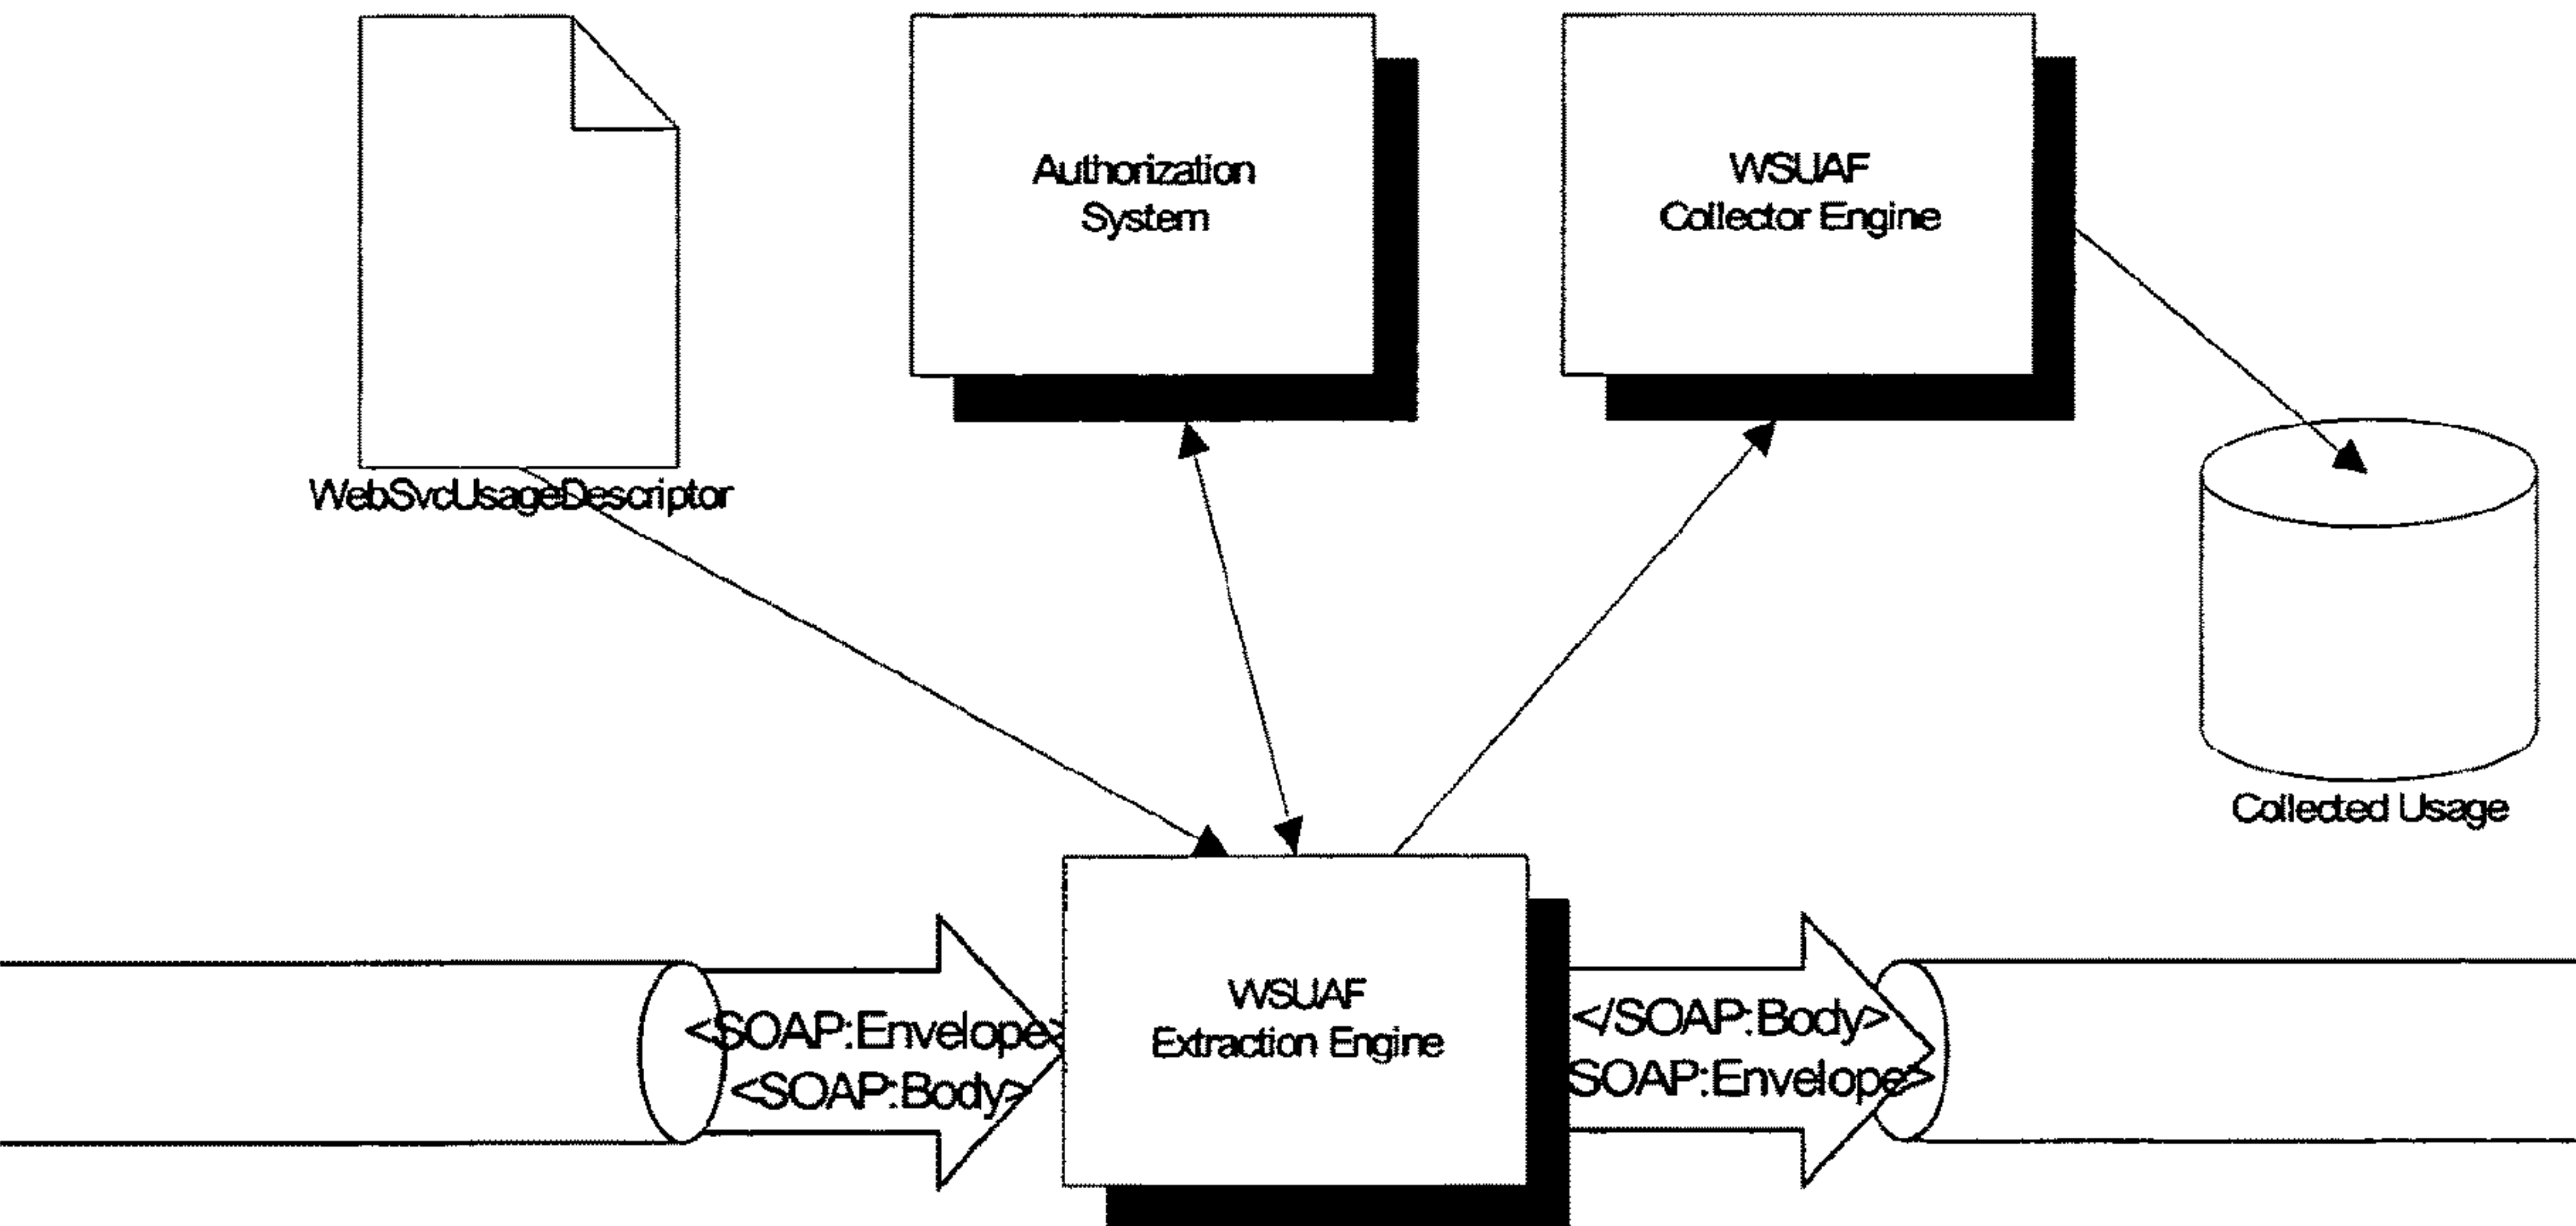 Authorization
System
WSUAF
Collector Engine
WebSvcUsageDescriptor
Collected Usage
<SOAP:Envelope>
<SOAP:Body>
WSUAF
Extraction Engine
</SOAP:Body>
SOAP:Envelope>